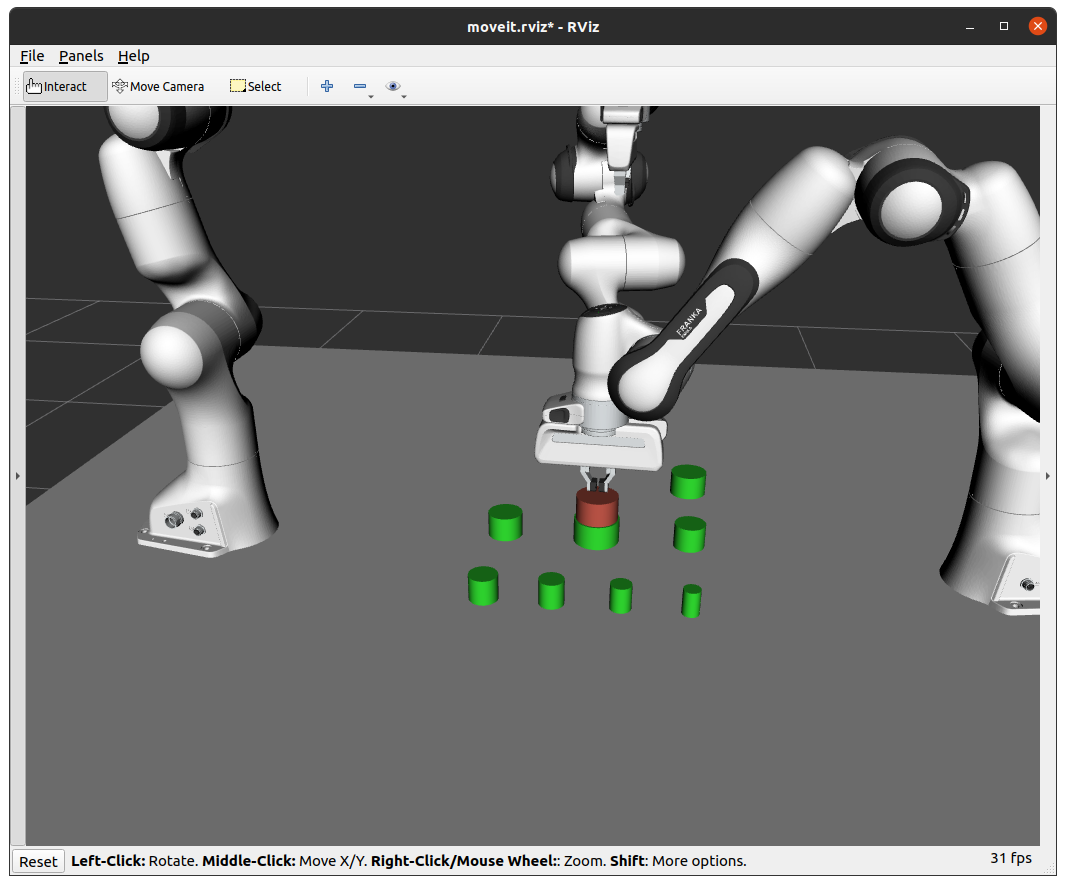 moveit.rviz* - RViz
File Panels Help
Interact Move Camera Select
FRANKA
Reset Left-Click: Rotate. Middle-Click: Move X/Y. Right-Click/Mouse Wheel:: Zoom. Shift: More options. 31 fps